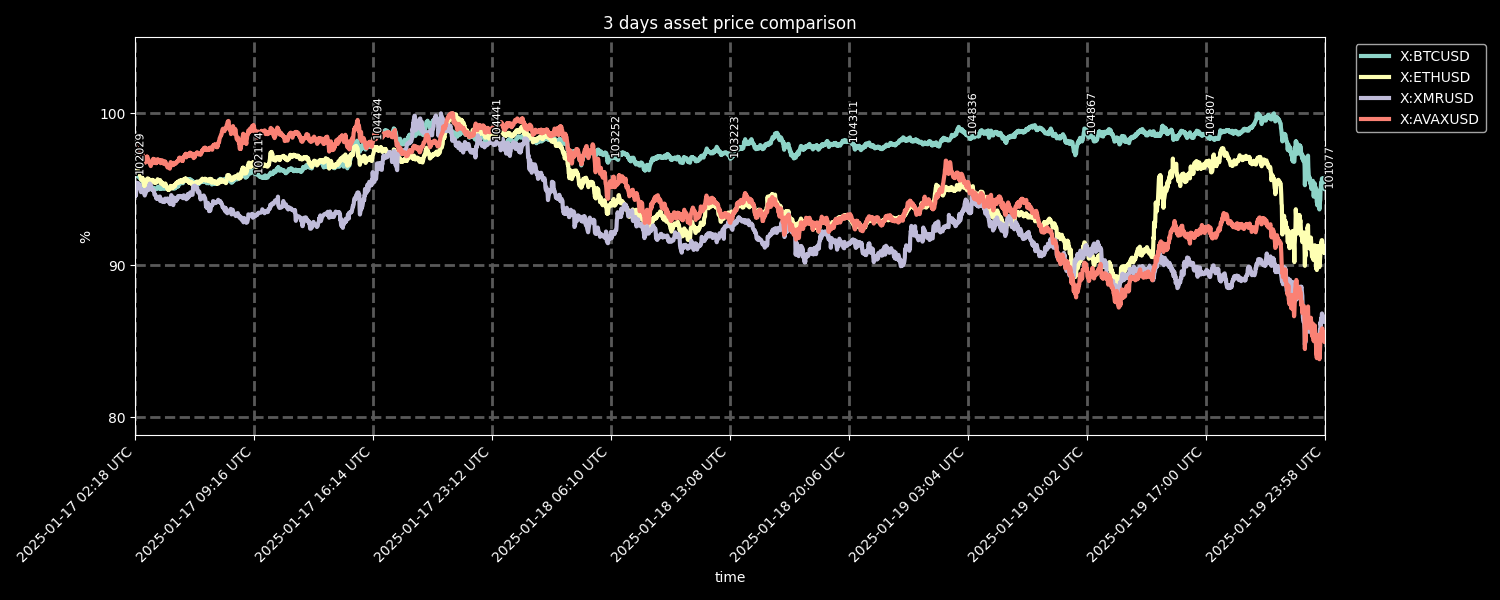 3 days asset price comparison
X:BTCUSD
X:ETHUSD
X:XMRUSD
X:AVAXUSD
100
90
80
%
102029
102114
104494
104441
103252
103223
104311
104836
104867
104807
101077
2025-01-17 02:18 UTC
2025-01-17 09:16 UTC
2025-01-17 16:14 UTC
2025-01-17 23:12 UTC
2025-01-18 06:10 UTC
2025-01-18 13:08 UTC
2025-01-18 20:06 UTC
2025-01-19 03:04 UTC
2025-01-19 10:02 UTC
2025-01-19 17:00 UTC
2025-01-19 23:58 UTC
time